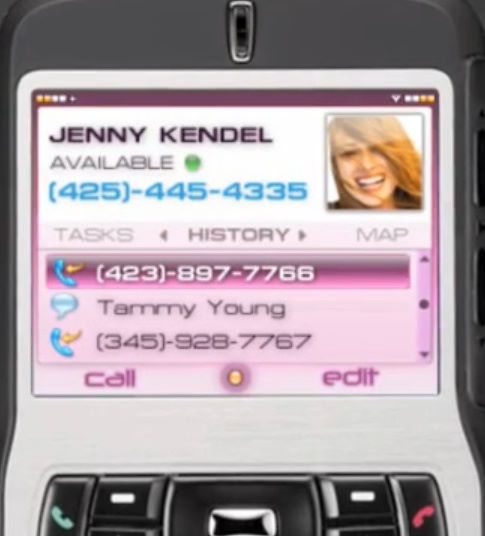 JENNY KENDEL
AVAILABLE
(425)-445-4335
TASKS HISTORY MAP
(423)-897-7766
Tammy Young
(345)-928-7767
call edit